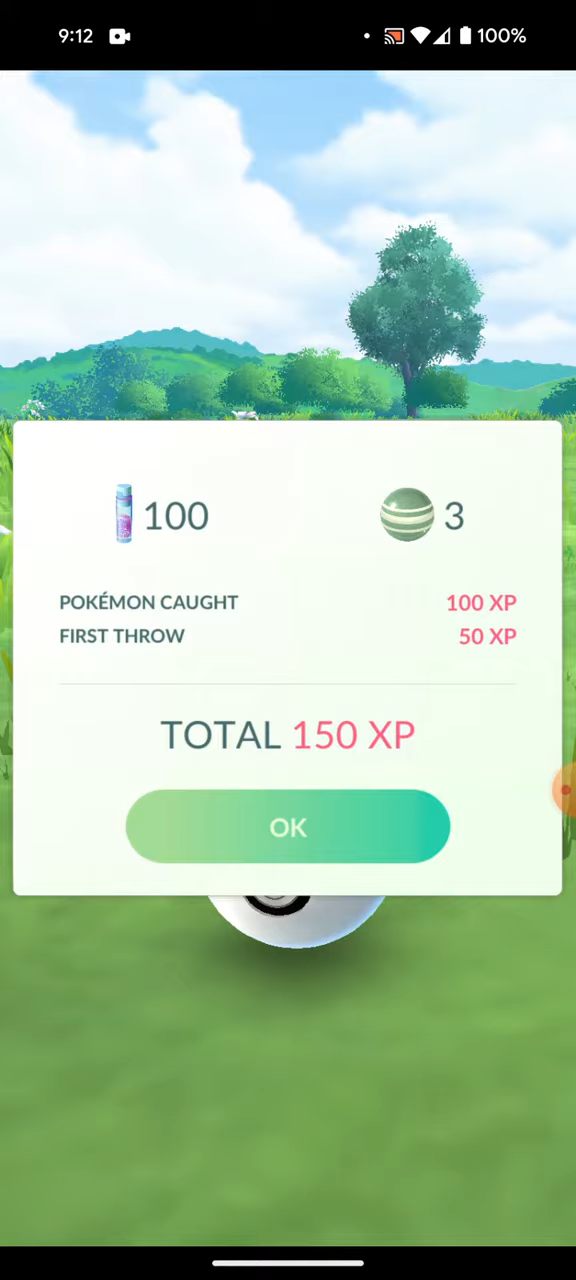 9:12 100%
100 3
POKÉMON CAUGHT 100 XP
FIRST THROW 50 XP
TOTAL 150 XP
OK